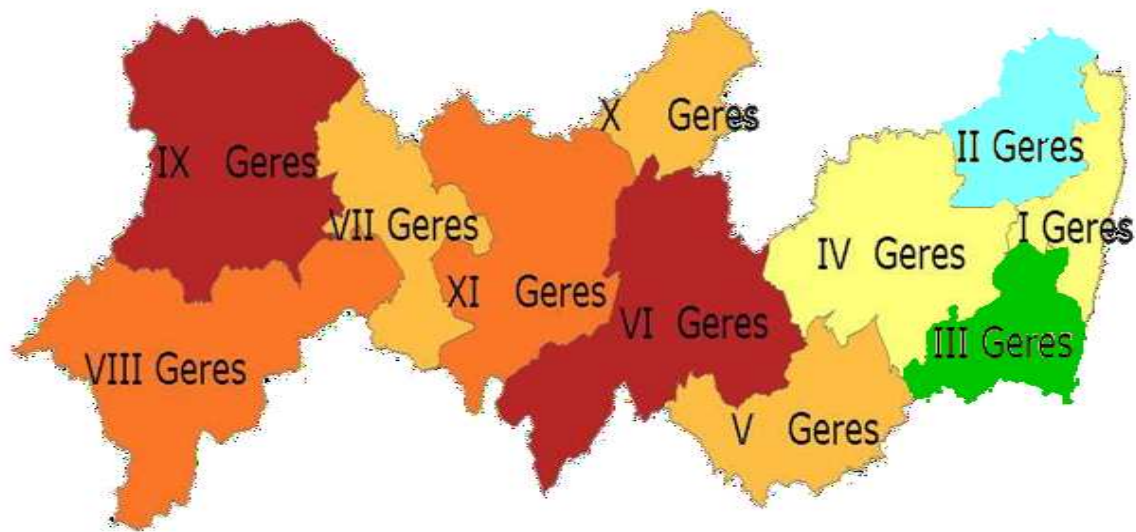 X Geres
II Geres
IX Geres
VII Geres
I Geres
IV Geres
XI Geres
VI Geres
III Geres
VIII Geres
V Geres